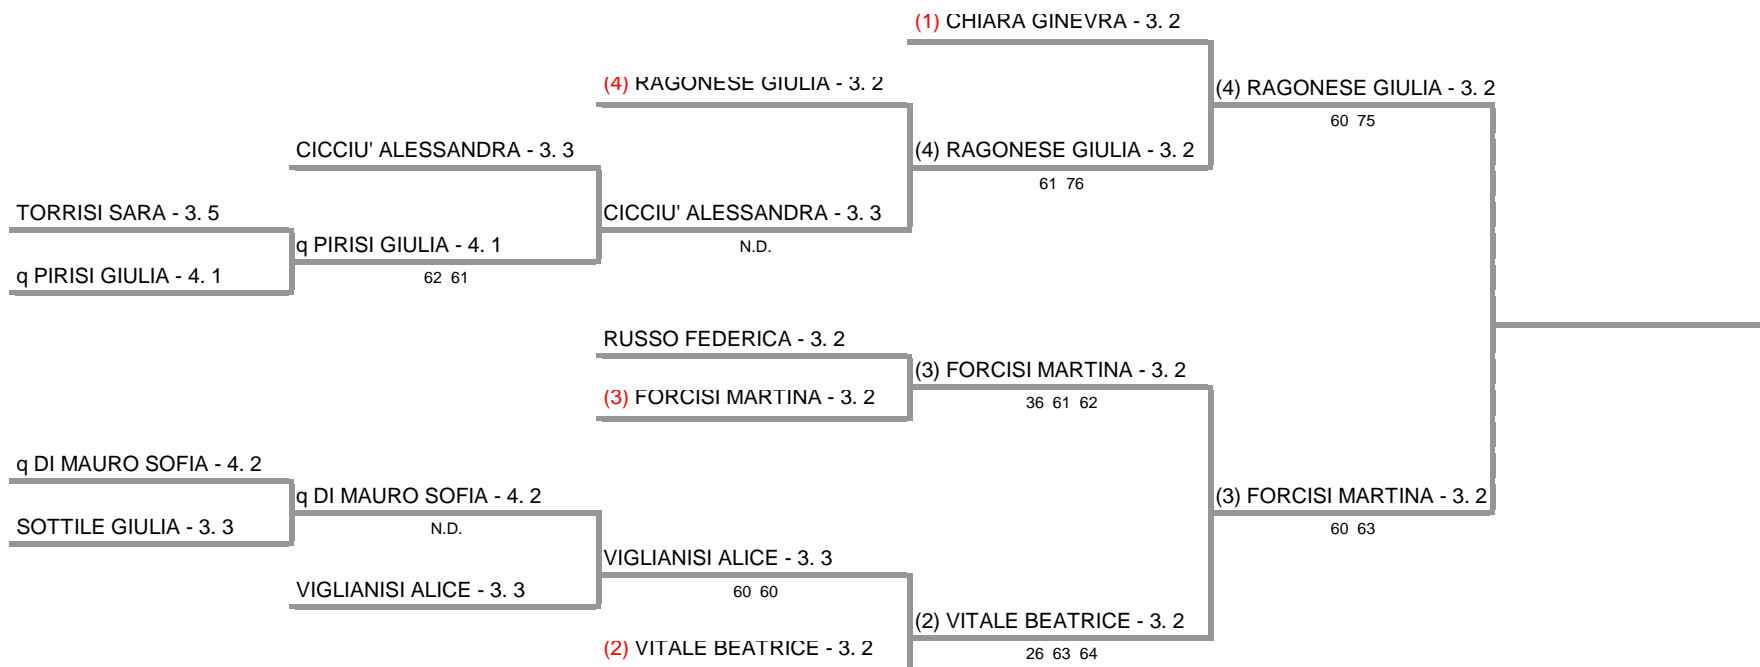 (1) CHIARA GINEVRA - 3. 2
(4) RAGONESE GIULIA - 3. 2
(4) RAGONESE GIULIA - 3. 2
60 75
CICCIU' ALESSANDRA - 3. 3
(4) RAGONESE GIULIA - 3. 2
61 76
TORRISI SARA - 3. 5
CICCIU' ALESSANDRA - 3. 3
N.D.
q PIRISI GIULIA - 4. 1
62 61
q PIRISI GIULIA - 4. 1
RUSSO FEDERICA - 3. 2
(3) FORCISI MARTINA - 3. 2
36 61 62
(3) FORCISI MARTINA - 3. 2
q DI MAURO SOFIA - 4. 2
q DI MAURO SOFIA - 4. 2
N.D.
(3) FORCISI MARTINA - 3. 2
60 63
SOTTILE GIULIA - 3. 3
VIGLIANISI ALICE - 3. 3
60 60
VIGLIANISI ALICE - 3. 3
(2) VITALE BEATRICE - 3. 2
26 63 64
(2) VITALE BEATRICE - 3. 2